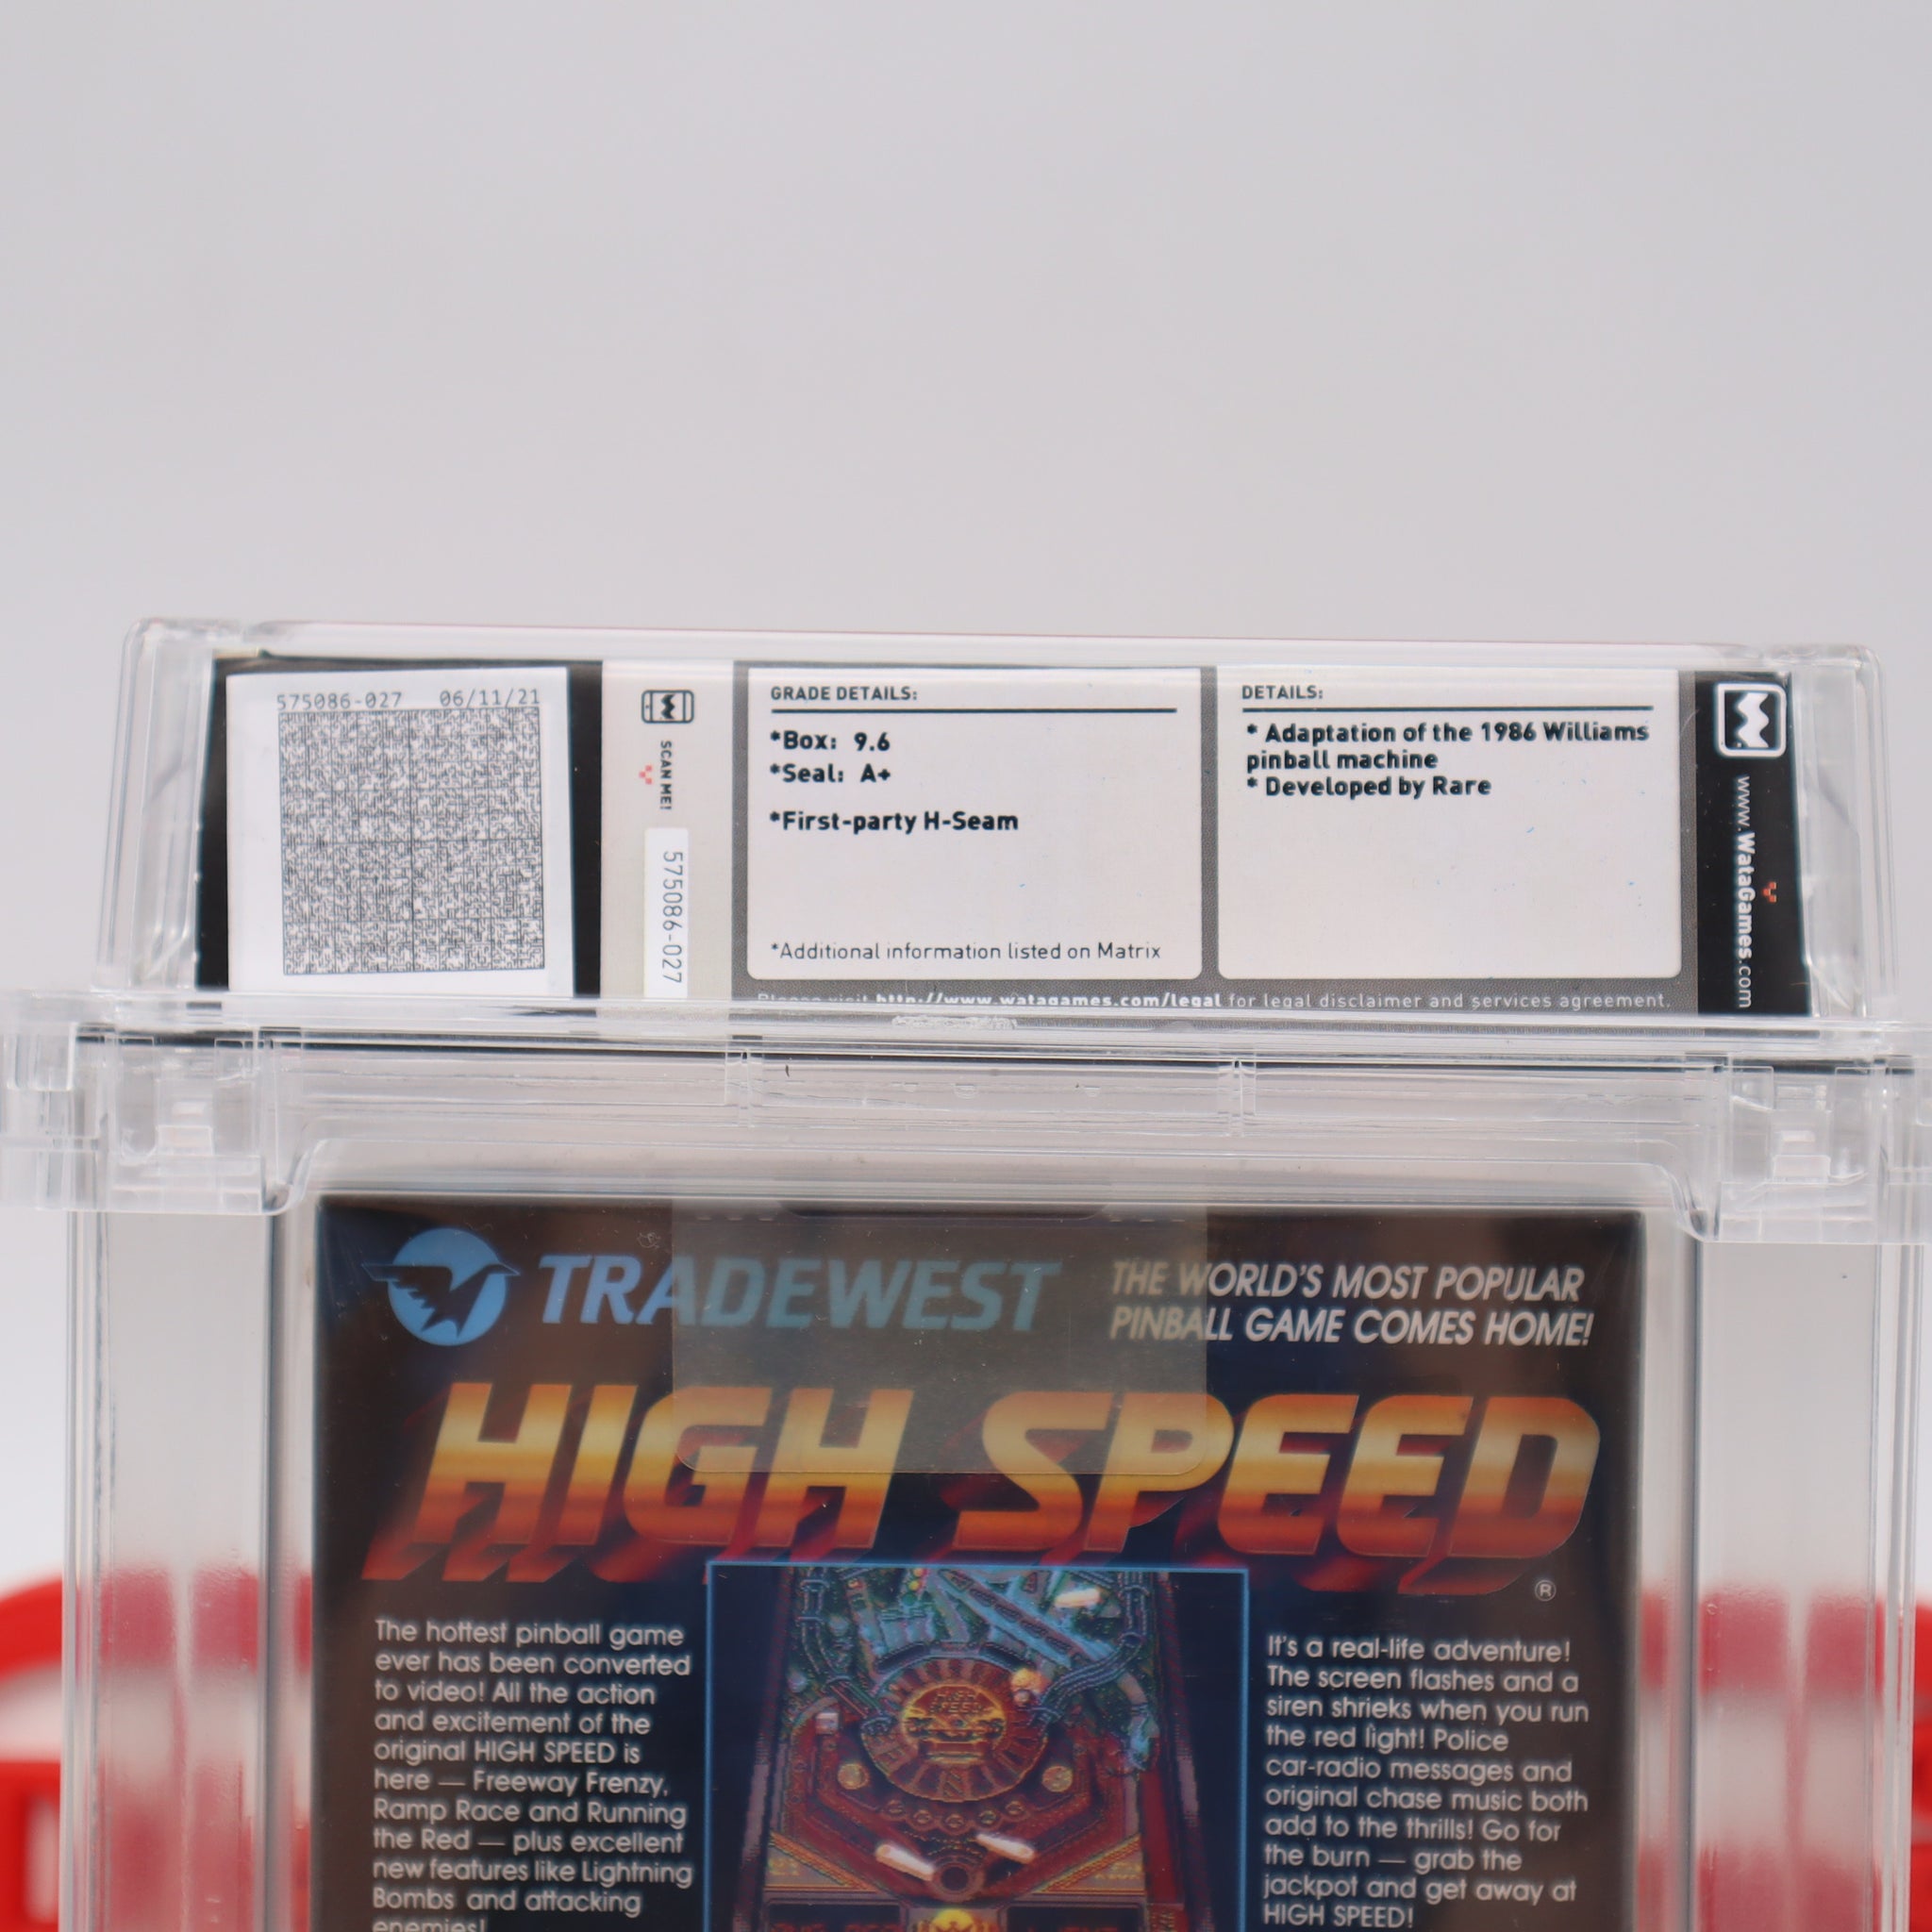 575086-027 06/11/21
SCAN ME!
575086-027
GRADE DETAILS:
*Box: 9.6
*Seal: A+
*First-party H-Seam
*Additional information listed on Matrix
DETAILS:
* Adaptation of the 1986 Williams
pinball machine
* Developed by Rare
Please visit http://www.watagames.com/legal for legal disclaimer and services agreement.
www.WataGames.com
TRADEWEST
THE WORLD'S MOST POPULAR
PINBALL GAME COMES HOME!
HIGH SPEED
®
The hottest pinball game
ever has been converted
to video! All the action
and excitement of the
original HIGH SPEED is
here — Freeway Frenzy,
Ramp Race and Running
the Red — plus excellent
new features like Lightning
Bombs and attacking
enemies!
HIGH
SPEED
It's a real-life adventure!
The screen flashes and a
siren shrieks when you run
the red light! Police
car-radio messages and
original chase music both
add to the thrills! Go for
the burn — grab the
jackpot and get away at
HIGH SPEED!